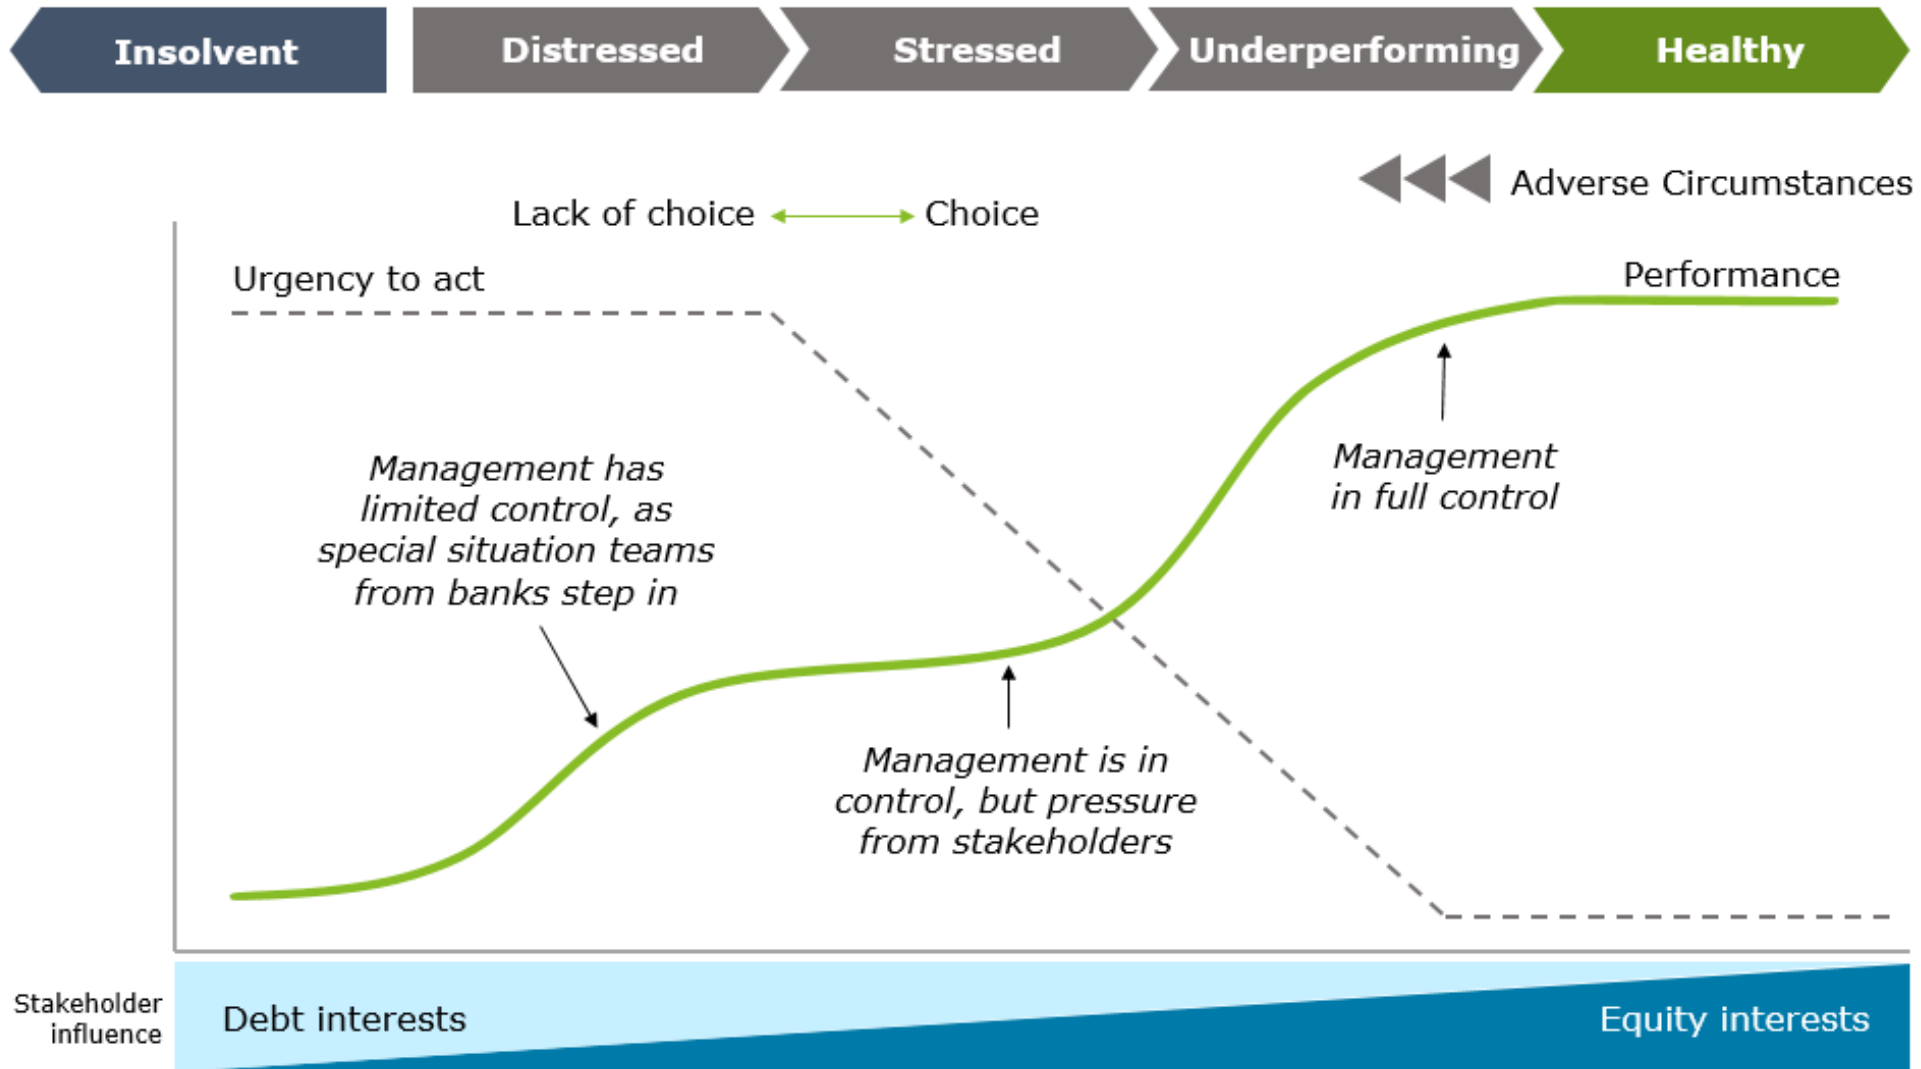 Insolvent
Distressed
Stressed
Underperforming
Healthy
Adverse Circumstances
Lack of choice
Choice
Urgency to act
Performance
Management has
limited control, as
special situation teams
from banks step in
Management
in full control
Management is in
control, but pressure
from stakeholders
Stakeholder
influence
Debt interests
Equity interests